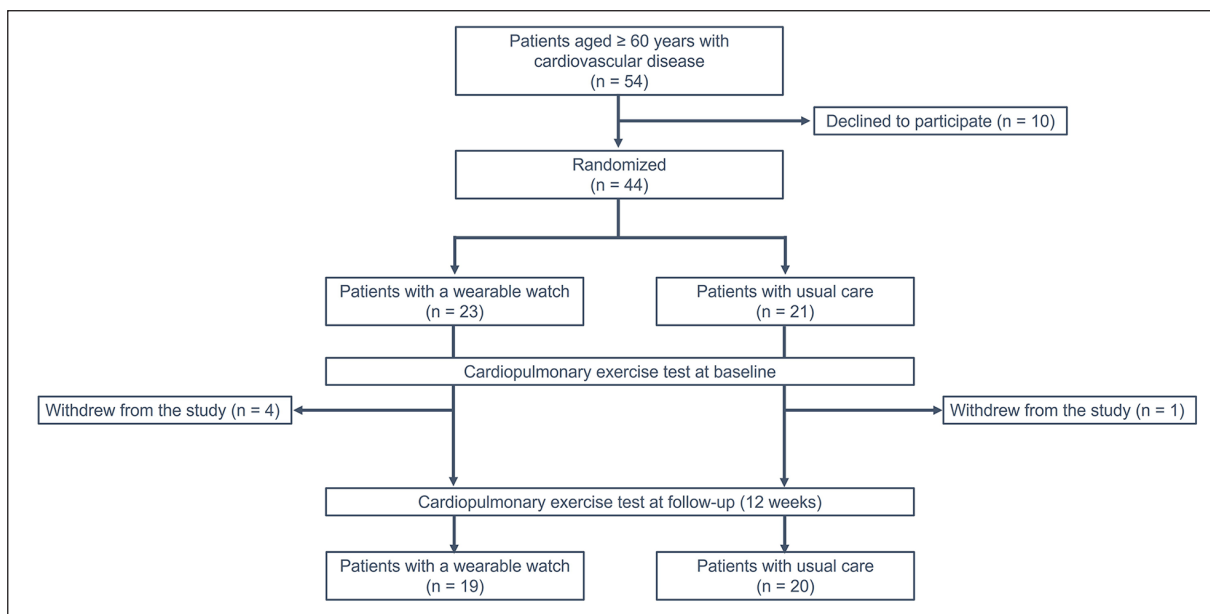 Patients aged ≥ 60 years with
cardiovascular disease
(n = 54)
Declined to participate (n = 10)
Randomized
(n = 44)
Patients with a wearable watch
(n = 23)
Patients with usual care
(n = 21)
Cardiopulmonary exercise test at baseline
Withdrew from the study (n = 4)
Withdrew from the study (n = 1)
Cardiopulmonary exercise test at follow-up (12 weeks)
Patients with a wearable watch
(n = 19)
Patients with usual care
(n = 20)